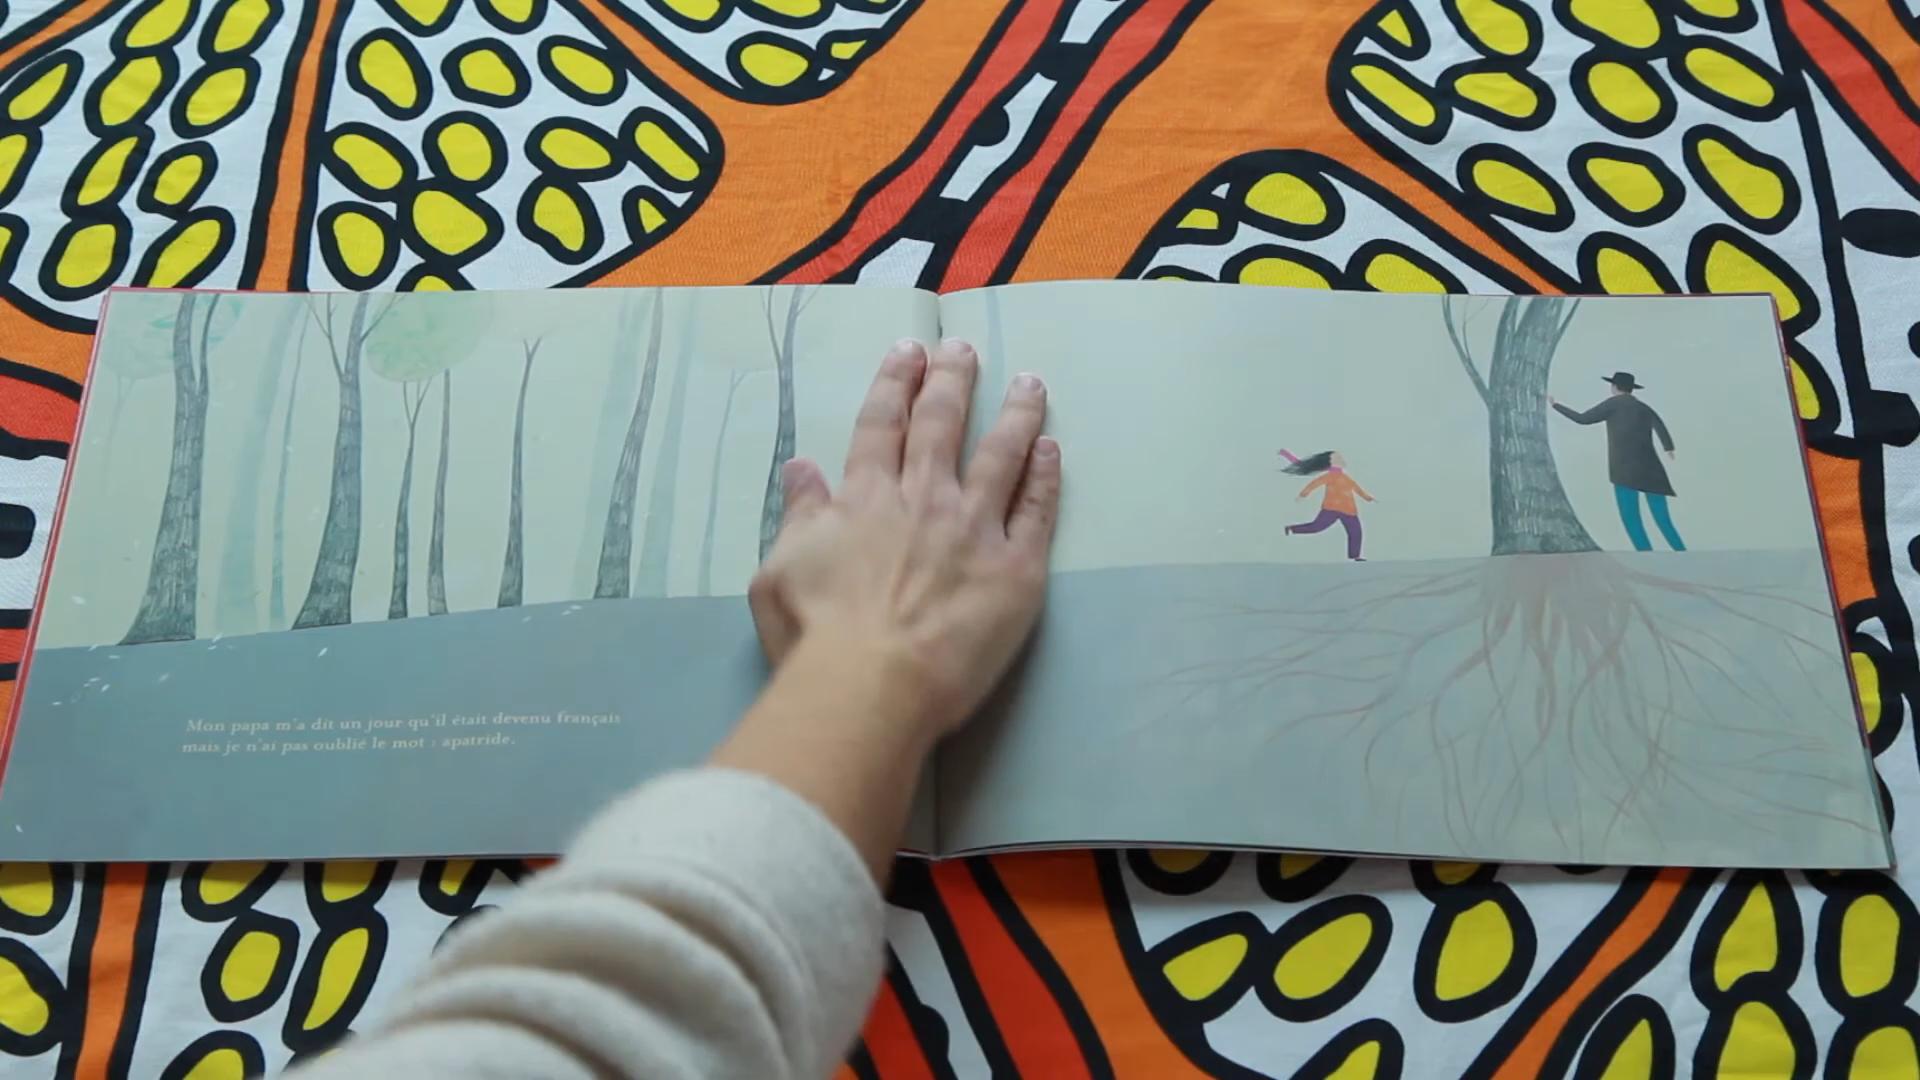 Mon papa m'a dit un jour qu'il était devenu français
mais je n'ai pas oublié le mot : apatride.